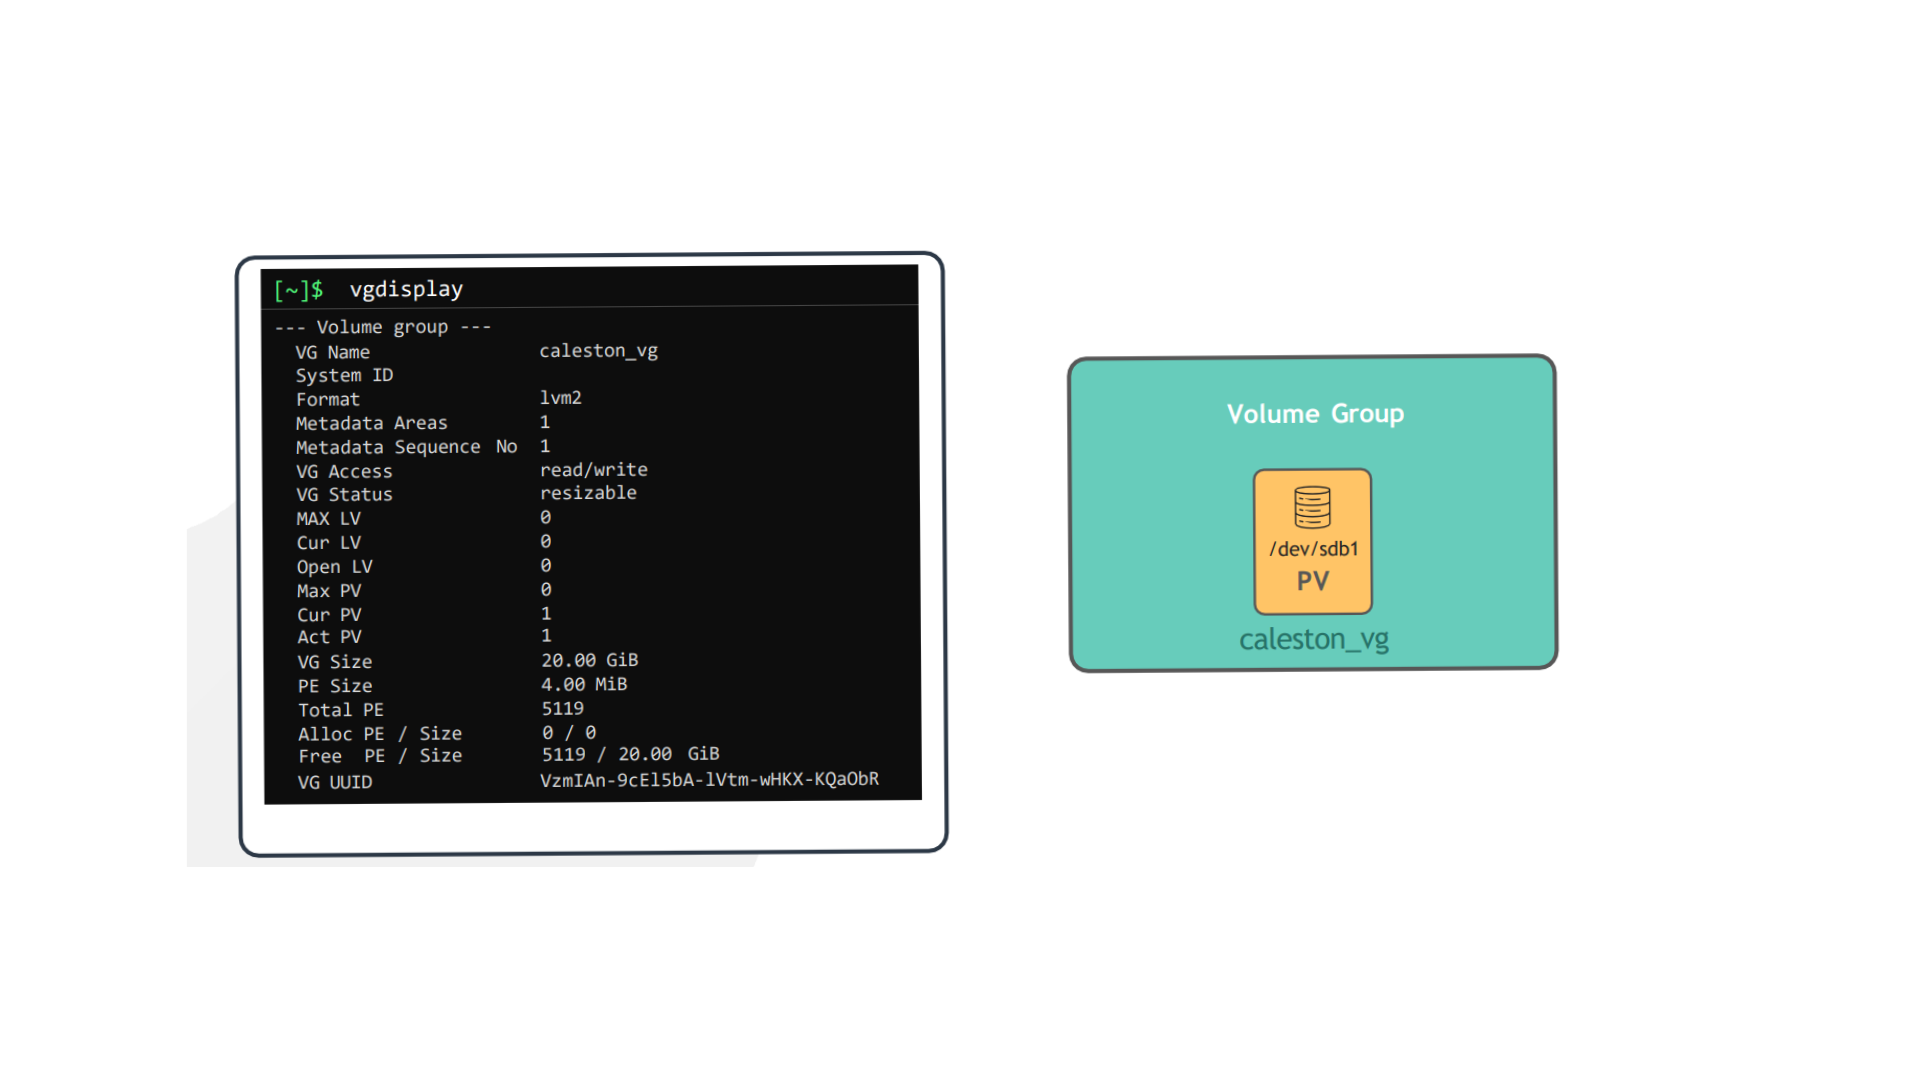 [~]$ vgdisplay
--- Volume group ---
VG Name caleston_vg
System ID
Format lvm2
Metadata Areas 1
Metadata Sequence No 1
VG Access read/write
VG Status resizable
MAX LV 0
Cur LV 0
Open LV 0
Max PV 0
Cur PV 1
Act PV 1
VG Size 20.00 GiB
PE Size 4.00 MiB
Total PE 5119
Alloc PE / Size 0 / 0
Free PE / Size 5119 / 20.00 GiB
VG UUID VzmIAn-9cEl5bA-lVtm-wHKX-KQaObR
Volume Group
/dev/sdb1
PV
caleston_vg